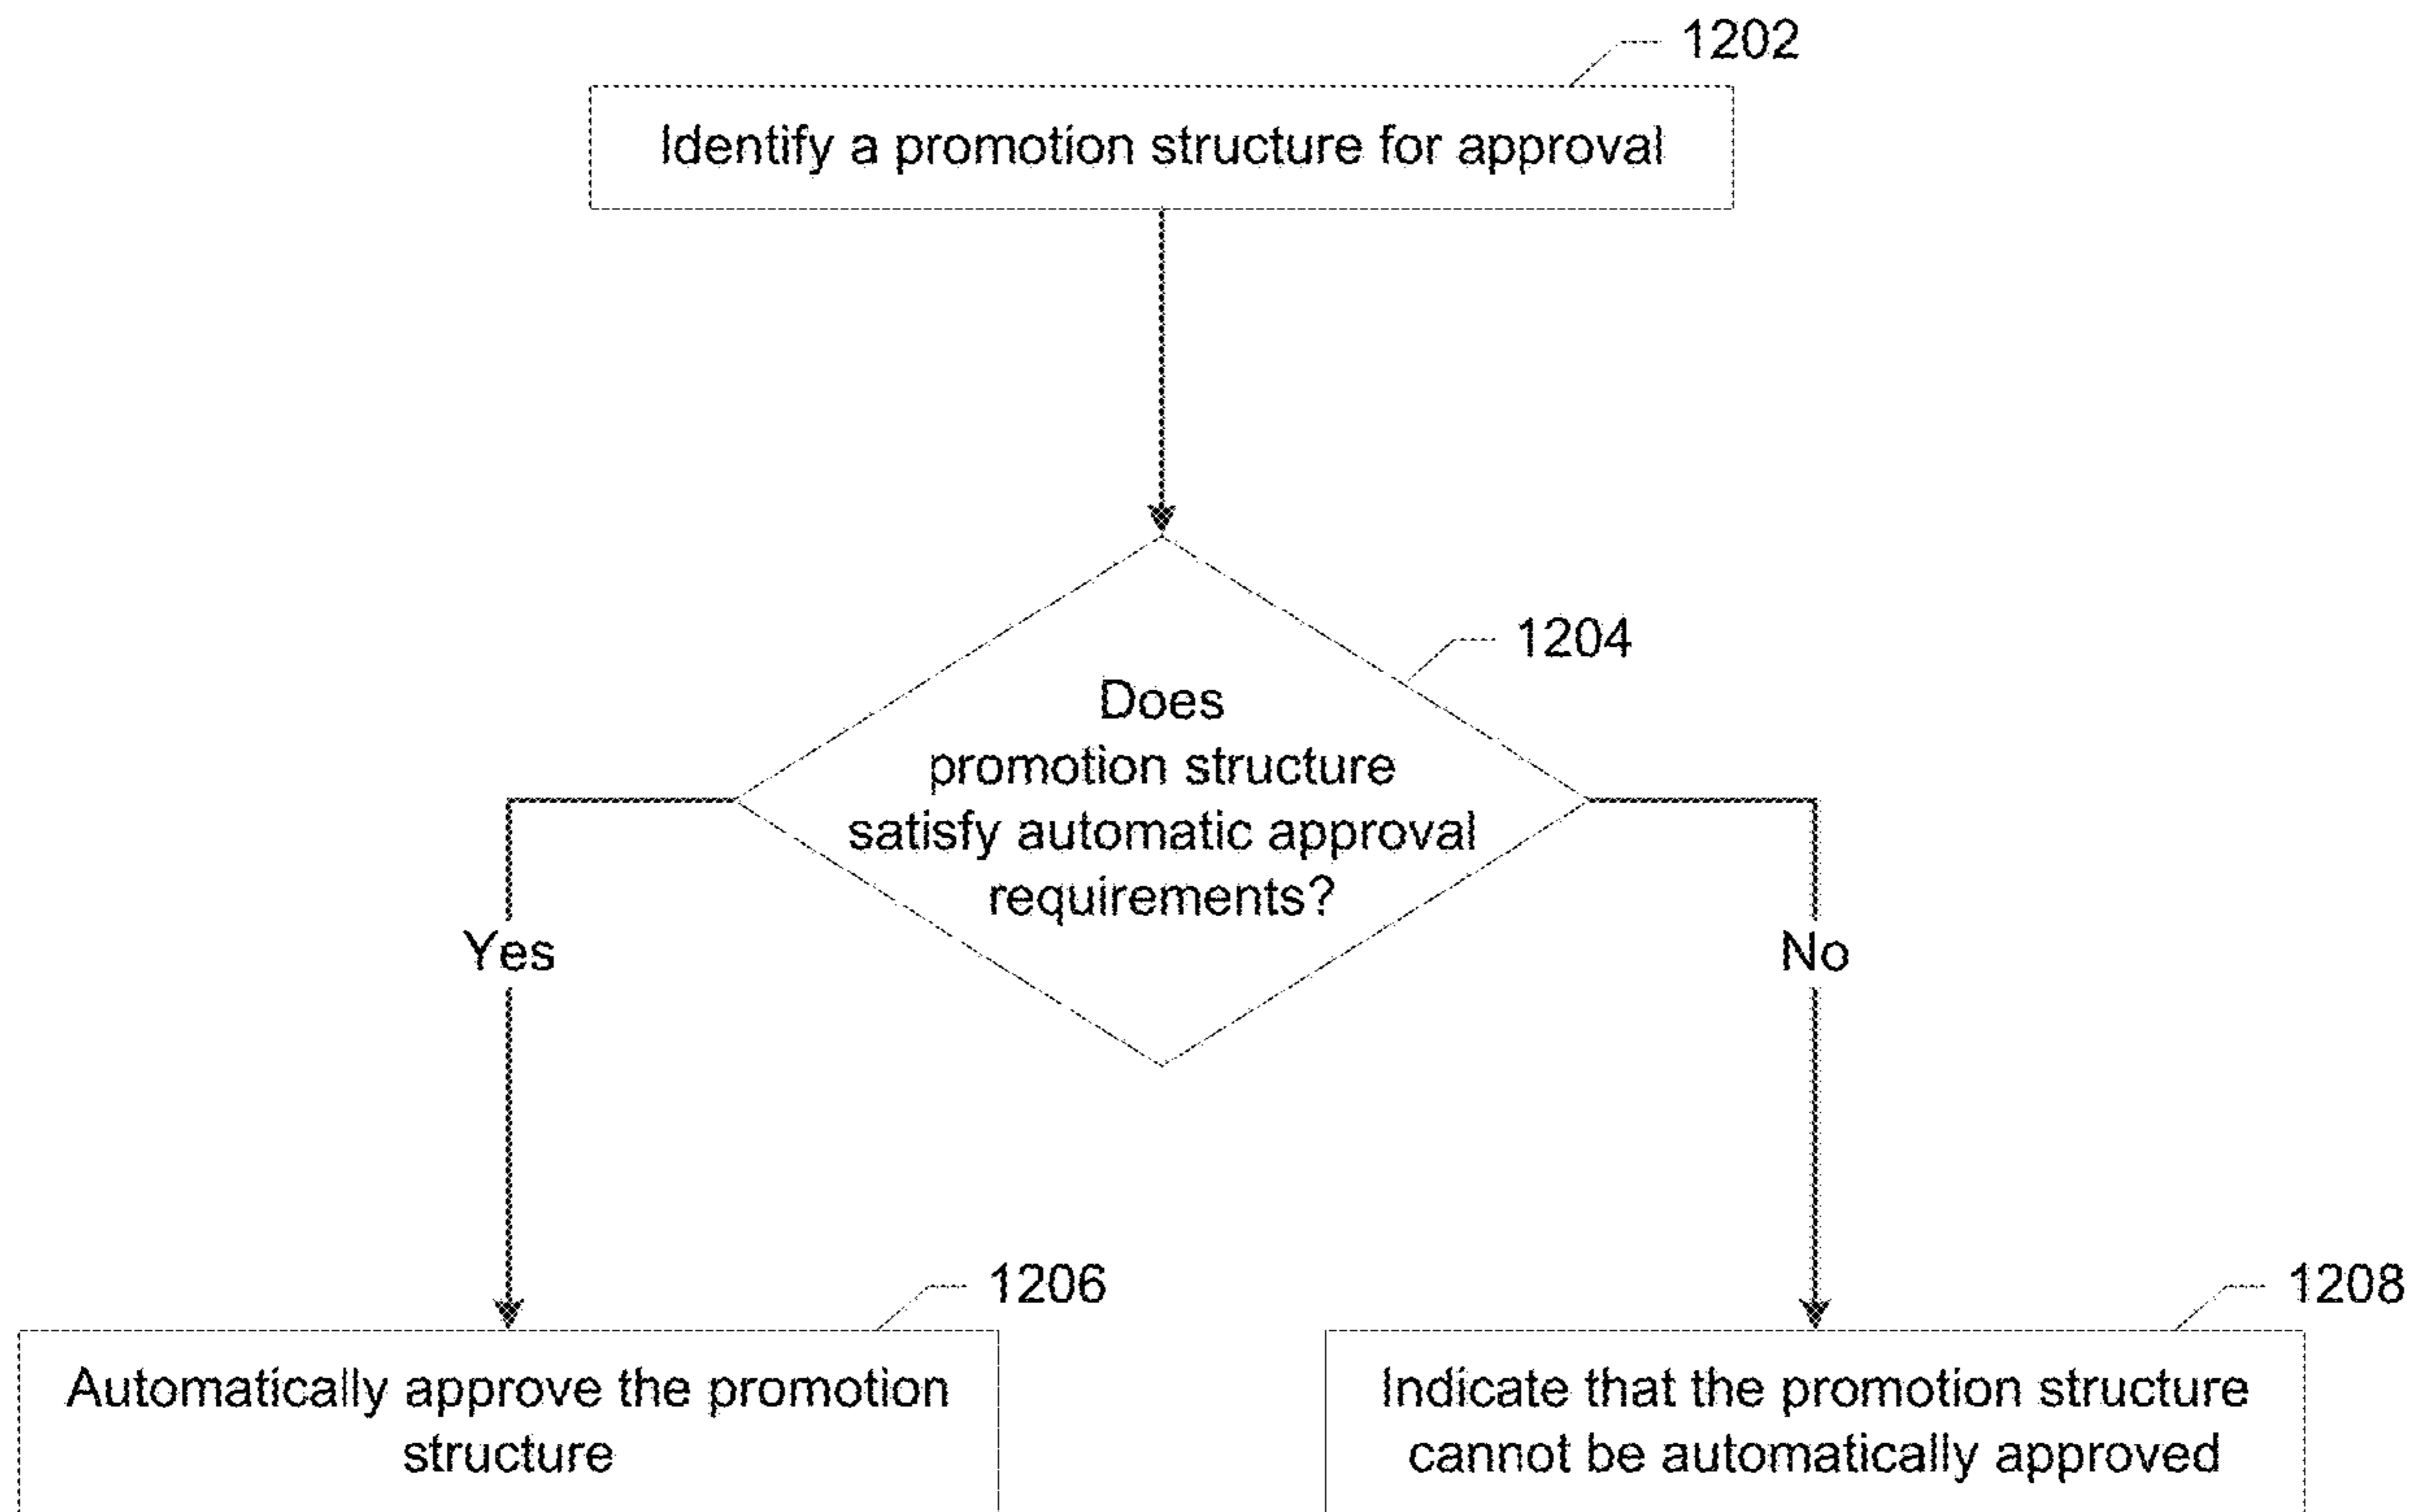 1202
Identify a promotion structure for approval
1204
Does
promotion structure
satisfy automatic approval
requirements?
Yes
No
1206
1208
Automatically approve the promotion
structure
Indicate that the promotion structure
cannot be automatically approved